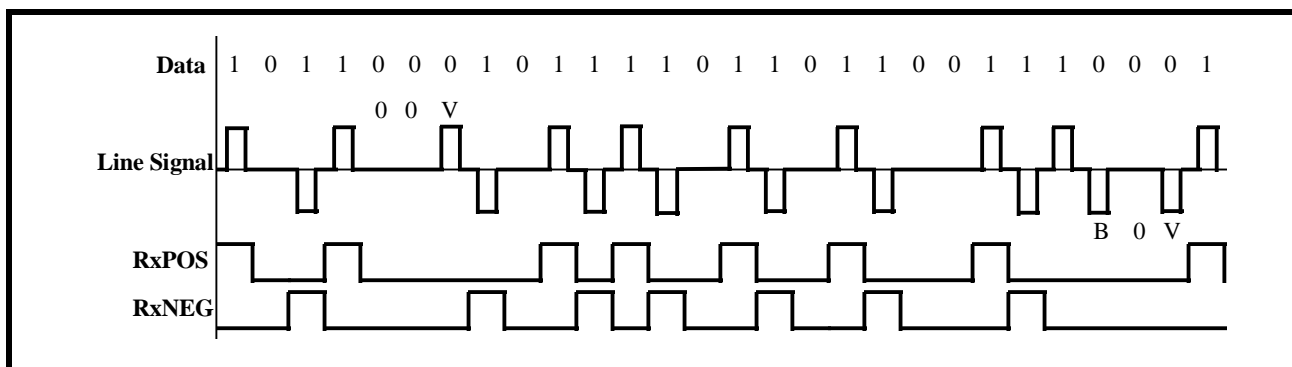 Data 1 0 1 1 0 0 0 1 0 1 1 1 1 0 1 1 0 1 1 0 0 1 1 1 0 0 0 1
0 0 V
Line Signal
B 0 V
RxPOS
RxNEG